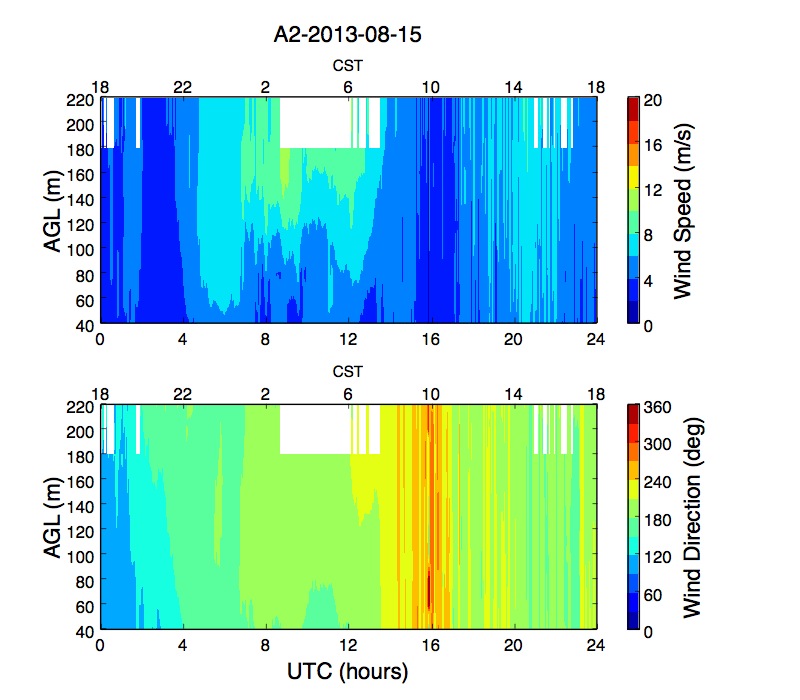 A2-2013-08-15
CST
18 22 2 6 10 14 18
220
200
180
160
140
120
100
80
60
40
AGL (m)
0 4 8 12 16 20 24
20
16
12
8
4
0
Wind Speed (m/s)
CST
18 22 2 6 10 14 18
220
200
180
160
140
120
100
80
60
40
AGL (m)
0 4 8 12 16 20 24
UTC (hours)
360
300
240
180
120
60
0
Wind Direction (deg)